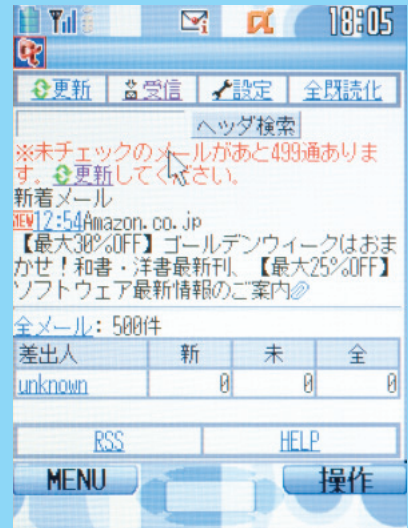 18:05
更新 受信 設定 全既読化
ヘッダ検索
※未チェックのメールがあと499通ありま
す。更新してください。
新着メール
NEW12:54Amazon.co.jp
【最大30%OFF】ゴールデンウィークはおま
かせ!和書・洋書最新刊、【最大25%OFF】
ソフトウェア最新情報のご案内
全メール:500件
差出人 新 未 全
unknown 0 0 0
RSS HELP
MENU 操作